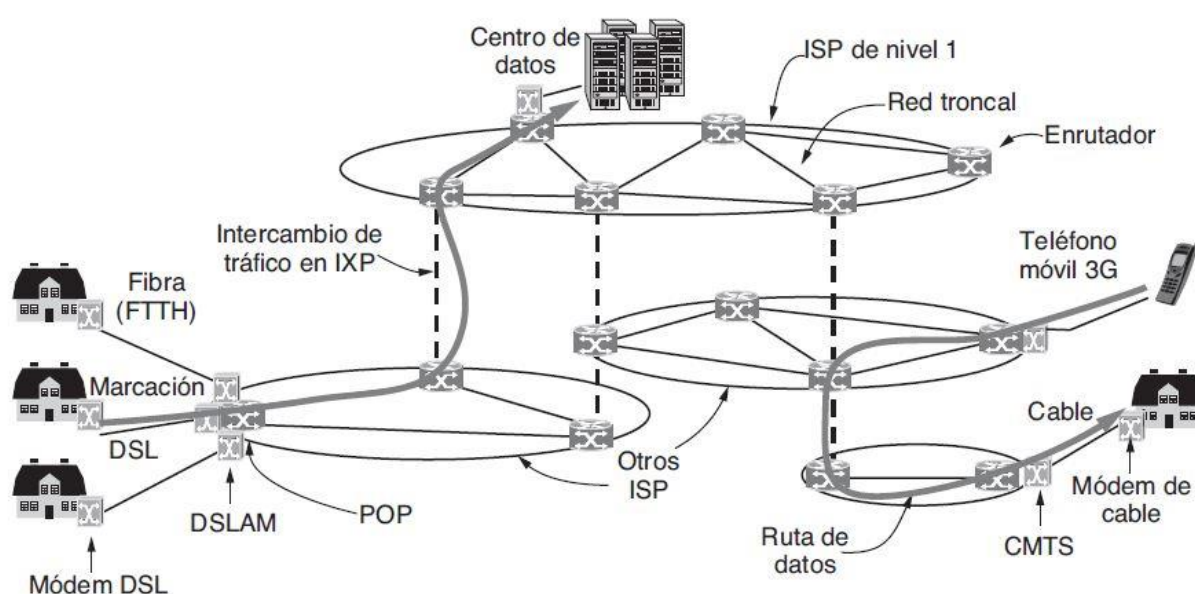 Centro de
datos
ISP de nivel 1
Red troncal
Enrutador
Intercambio de
tráfico en IXP
Teléfono
móvil 3G
Fibra
(FTTH)
Marcación
DSL
Cable
Otros
ISP
DSLAM
POP
Ruta de
datos
CMTS
Módem de
cable
Módem DSL